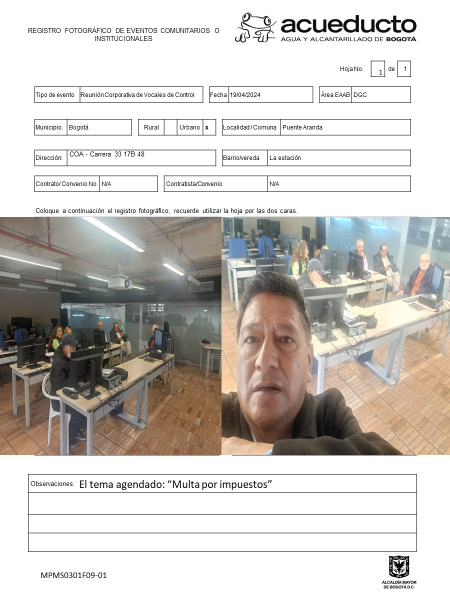 REGISTRO FOTOGRÁFICO DE EVENTOS COMUNITARIOS O
INSTITUCIONALES
acueducto
AGUA Y ALCANTARILLADO DE BOGOTÁ
Hoja No. 1 de 1
Tipo de evento Reunión Corporativa de Vocales de Control Fecha 19/04/2024 Área EAAB DGC
Municipio: Bogotá Rural Urbano x Localidad / Comuna Puente Aranda
Dirección: COA - Carrera 33 17B 48 Barrio/vereda La estación
Contrato/Convenio No. N/A Contratista/Convenio N/A
Coloque a continuación el registro fotográfico, recuerde utilizar la hoja por las dos caras.
Observaciones: El tema agendado: “Multa por impuestos”
MPMS0301F09-01
ALCALDÍA MAYOR
DE BOGOTÁ D.C.